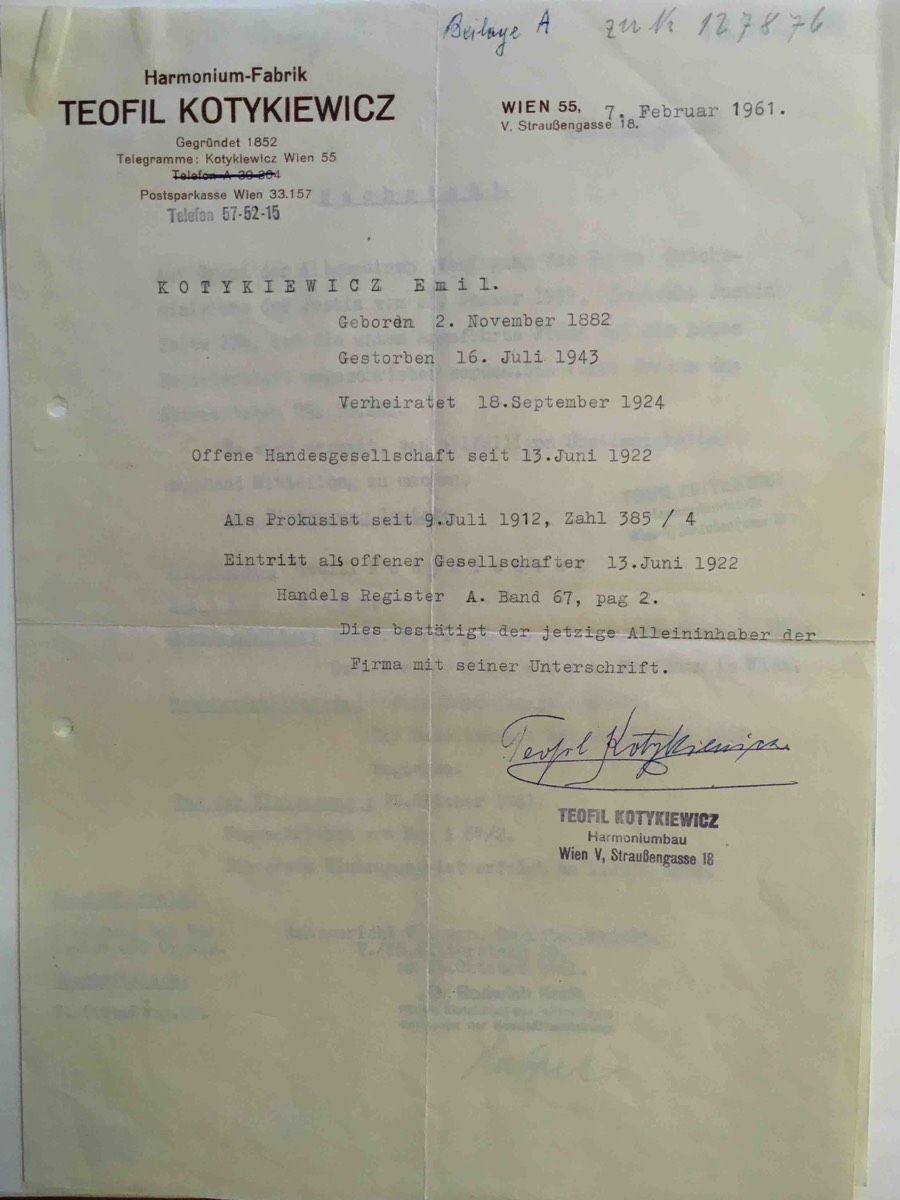 Beilage A zu K 127876
Harmonium-Fabrik
TEOFIL KOTYKIEWICZ
Gegründet 1852
Telegramme: Kotykiewicz Wien 55
Telefon A 30 204
Postsparkasse Wien 33.157
Telefon 57-52-15
WIEN 55, 7. Februar 1961.
V. Straußengasse 18.
KOTYKIEWICZ Emil.
Geboren 2. November 1882
Gestorben 16. Juli 1943
Verheiratet 18.September 1924
Offene Handesgesellschaft seit 13.Juni 1922
Als Prokusist seit 9.Juli 1912, Zahl 385 / 4
Eintritt als offener Gesellschafter 13.Juni 1922
Handels Register A. Band 67, pag 2.
Dies bestätigt der jetzige Alleininhaber der
Firma mit seiner Unterschrift.
Teofil Kotykiewicz
TEOFIL KOTYKIEWICZ
Harmoniumbau
Wien V, Straußengasse 18